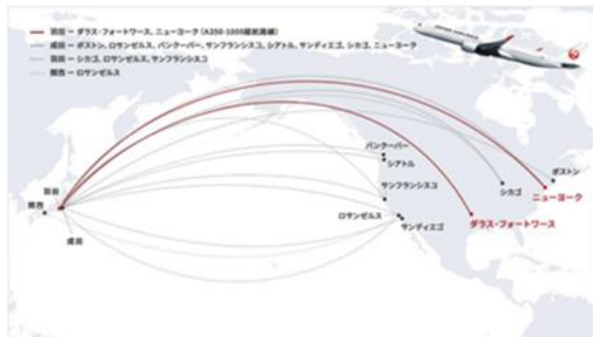 羽田 － ダラス・フォートワース、ニューヨーク（A350-1000就航路線）
成田 － ボストン、ロサンゼルス、バンクーバー、サンフランシスコ、シアトル、サンディエゴ、シカゴ、ニューヨーク
羽田 － シカゴ、ロサンゼルス、サンフランシスコ
関西 － ロサンゼルス
JAPAN AIRLINES
バンクーバー
シアトル
ボストン
シカゴ
ニューヨーク
サンフランシスコ
羽田
関西
ロサンゼルス
サンディエゴ
ダラス・フォートワース
成田